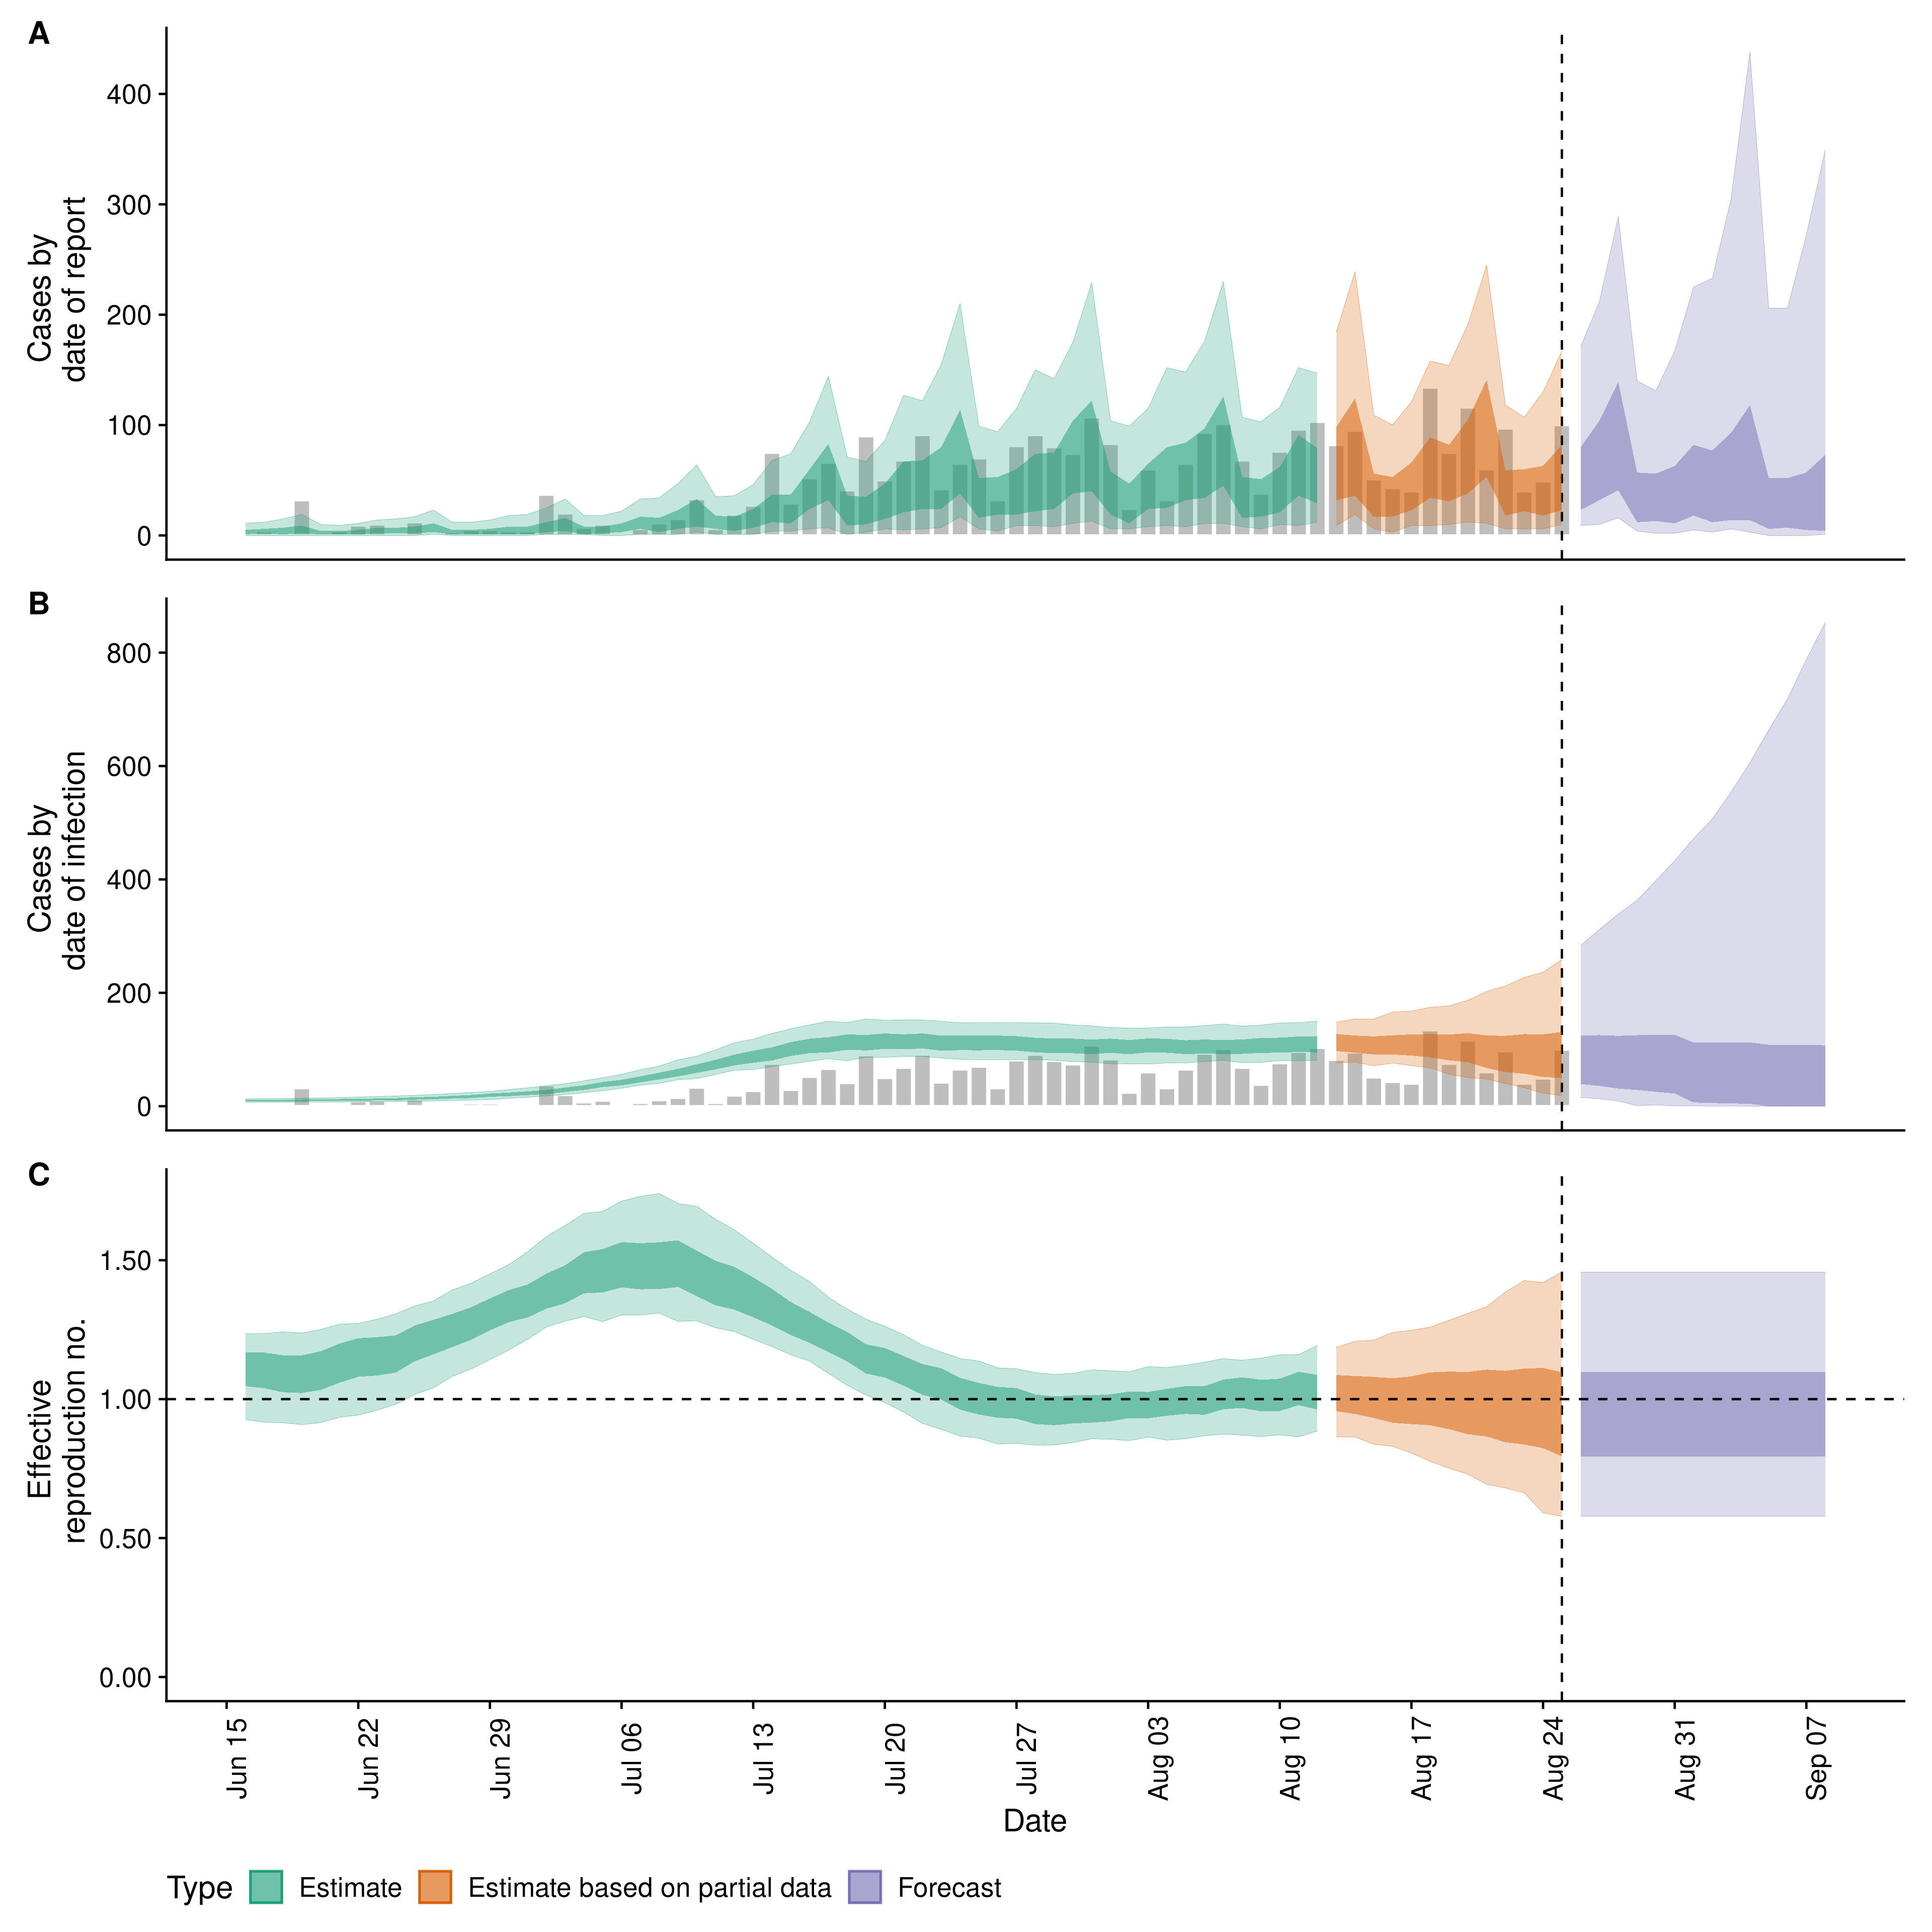 A
Cases by
date of report
400
300
200
100
0
B
Cases by
date of infection
800
600
400
200
0
C
Effective
reproduction no.
1.50
1.00
0.50
0.00
Jun 15
Jun 22
Jun 29
Jul 06
Jul 13
Jul 20
Jul 27
Aug 03
Aug 10
Aug 17
Aug 24
Aug 31
Sep 07
Date
Type Estimate Estimate based on partial data Forecast